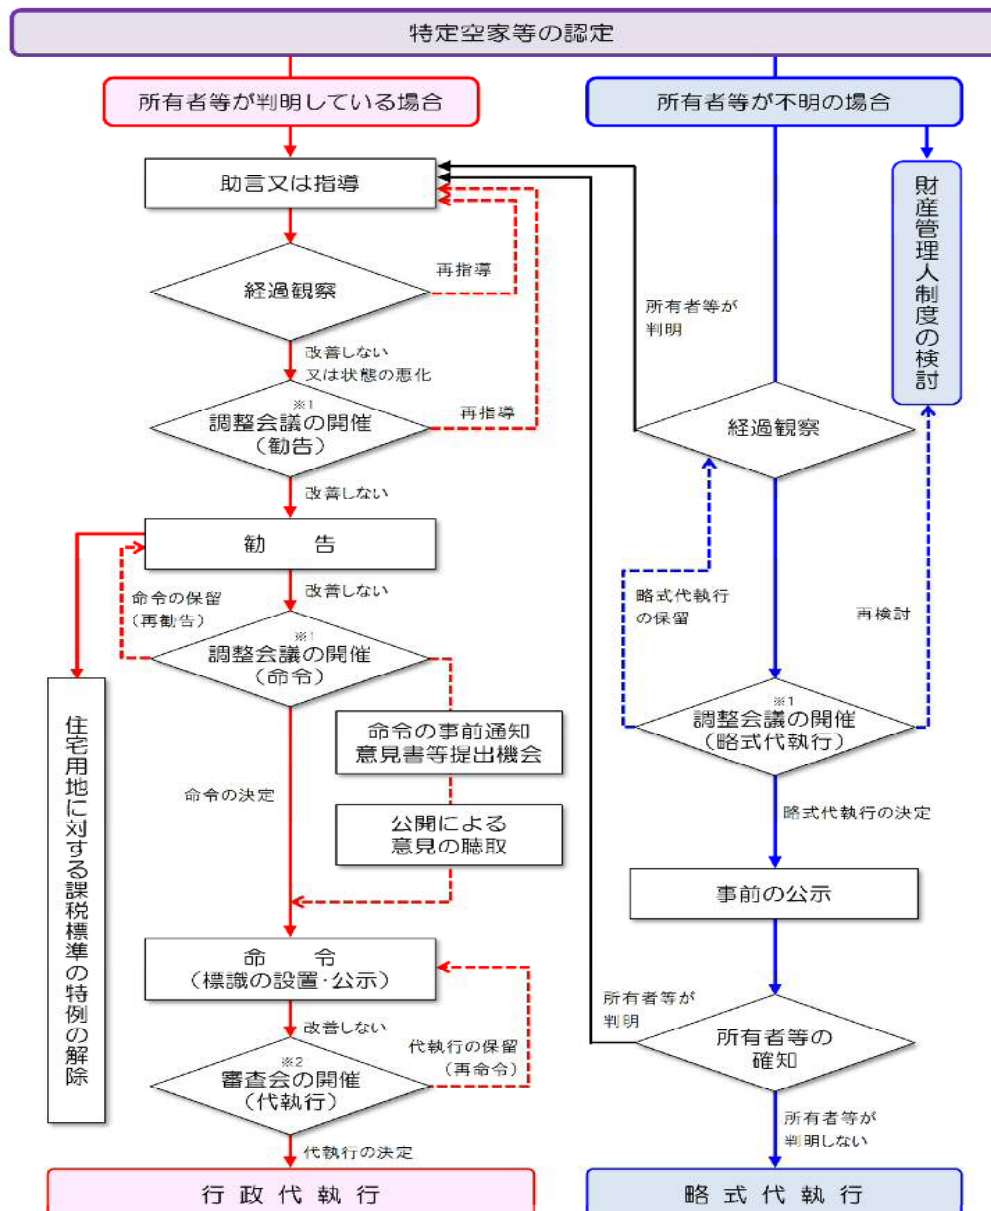 特定空家等の認定
所有者等が判明している場合
所有者等が不明の場合
助言又は指導
財産管理人制度の検討
経過観察
再指導
所有者等が
判明
改善しない
又は状態の悪化
※1
調整会議の開催
(勧告)
再指導
経過観察
改善しない
勧　告
改善しない
命令の保留
(再勧告)
略式代執行
の保留
再検討
※1
調整会議の開催
(命令)
住宅用地に対する課税標準の特例の解除
命令の事前通知
意見書等提出機会
※1
調整会議の開催
(略式代執行)
命令の決定
公開による
意見の聴取
略式代執行の決定
事前の公示
命　令
(標識の設置・公示)
所有者等が
判明
改善しない
代執行の保留
(再命令)
所有者等の
確知
※2
審査会の開催
(代執行)
所有者等が
判明しない
代執行の決定
行政代執行
略式代執行